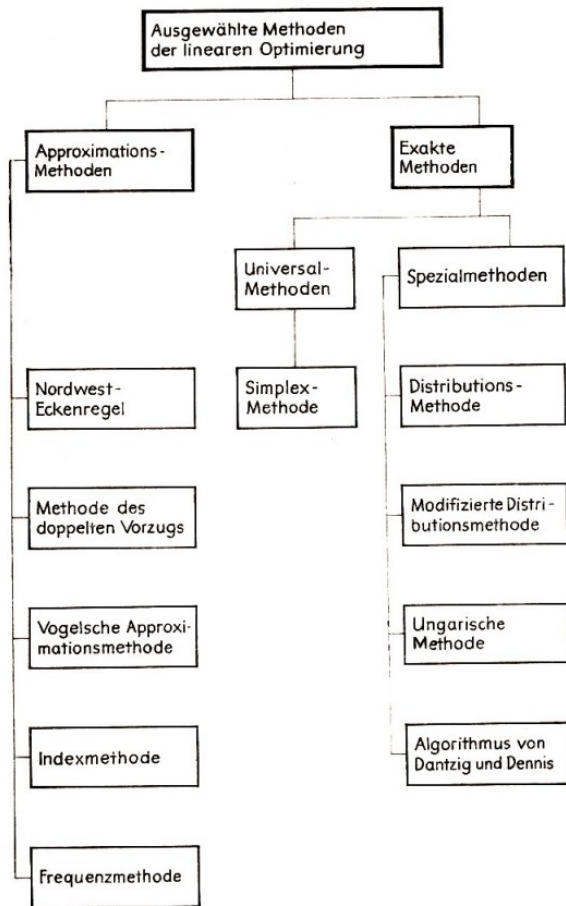 Ausgewählte Methoden
der linearen Optimierung
Approximations-
Methoden
Exakte
Methoden
Universal-
Methoden
Spezialmethoden
Nordwest-
Eckenregel
Simplex-
Methode
Distributions-
Methode
Methode des
doppelten Vorzugs
Modifizierte Distri-
butionsmethode
Vogelsche Approxi-
mationsmethode
Ungarische
Methode
Indexmethode
Algorithmus von
Dantzig und Dennis
Frequenzmethode